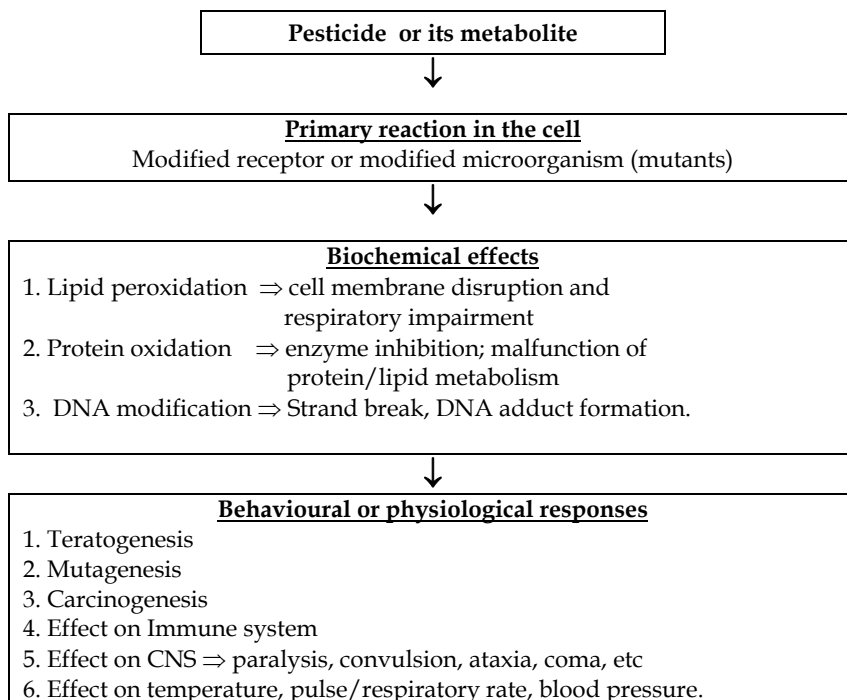 Pesticide or its metabolite
↓
Primary reaction in the cell
Modified receptor or modified microorganism (mutants)
↓
Biochemical effects
1. Lipid peroxidation ⇒ cell membrane disruption and
respiratory impairment
2. Protein oxidation ⇒ enzyme inhibition; malfunction of
protein/lipid metabolism
3. DNA modification ⇒ Strand break, DNA adduct formation.
↓
Behavioural or physiological responses
1. Teratogenesis
2. Mutagenesis
3. Carcinogenesis
4. Effect on Immune system
5. Effect on CNS ⇒ paralysis, convulsion, ataxia, coma, etc
6. Effect on temperature, pulse/respiratory rate, blood pressure.